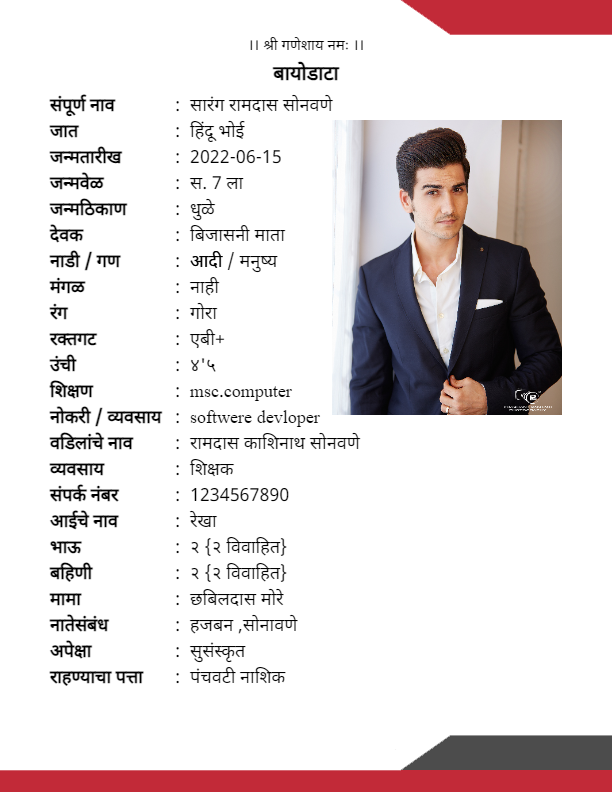 ।। श्री गणेशाय नमः ।।
बायोडाटा
संपूर्ण नाव : सारंग रामदास सोनवणे
जात : हिंदू भोई
जन्मतारीख : 2022-06-15
जन्मवेळ : स. 7 ला
जन्मठिकाण : धुळे
देवक : बिजासनी माता
नाडी / गण : आदी / मनुष्य
मंगळ : नाही
रंग : गोरा
रक्तगट : एबी+
उंची : ४'५
शिक्षण : msc.computer
नोकरी / व्यवसाय : softwere devloper
वडिलांचे नाव : रामदास काशिनाथ सोनवणे
व्यवसाय : शिक्षक
संपर्क नंबर : 1234567890
आईचे नाव : रेखा
भाऊ : २ {२ विवाहित}
बहिणी : २ {२ विवाहित}
मामा : छबिलदास मोरे
नातेसंबंध : हजबन ,सोनावणे
अपेक्षा : सुसंस्कृत
राहण्याचा पत्ता : पंचवटी नाशिक